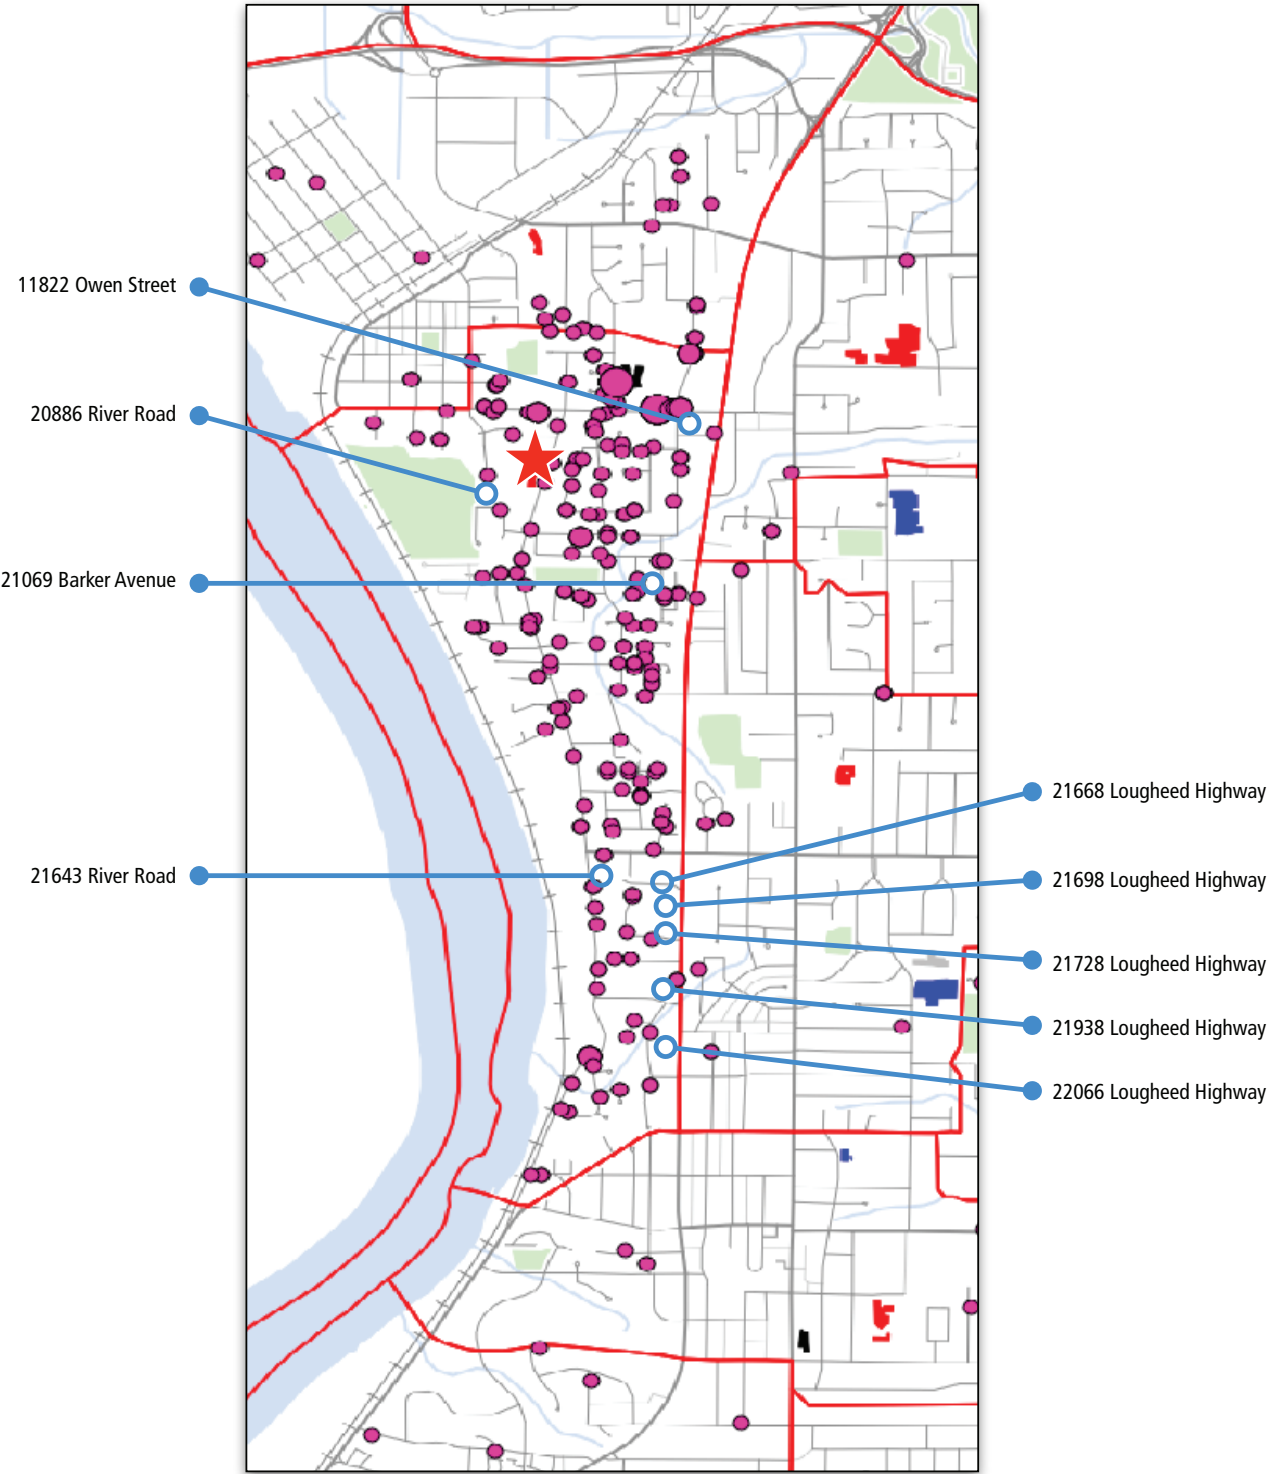 11822 Owen Street
20886 River Road
21069 Barker Avenue
21643 River Road
21668 Lougheed Highway
21698 Lougheed Highway
21728 Lougheed Highway
21938 Lougheed Highway
22066 Lougheed Highway